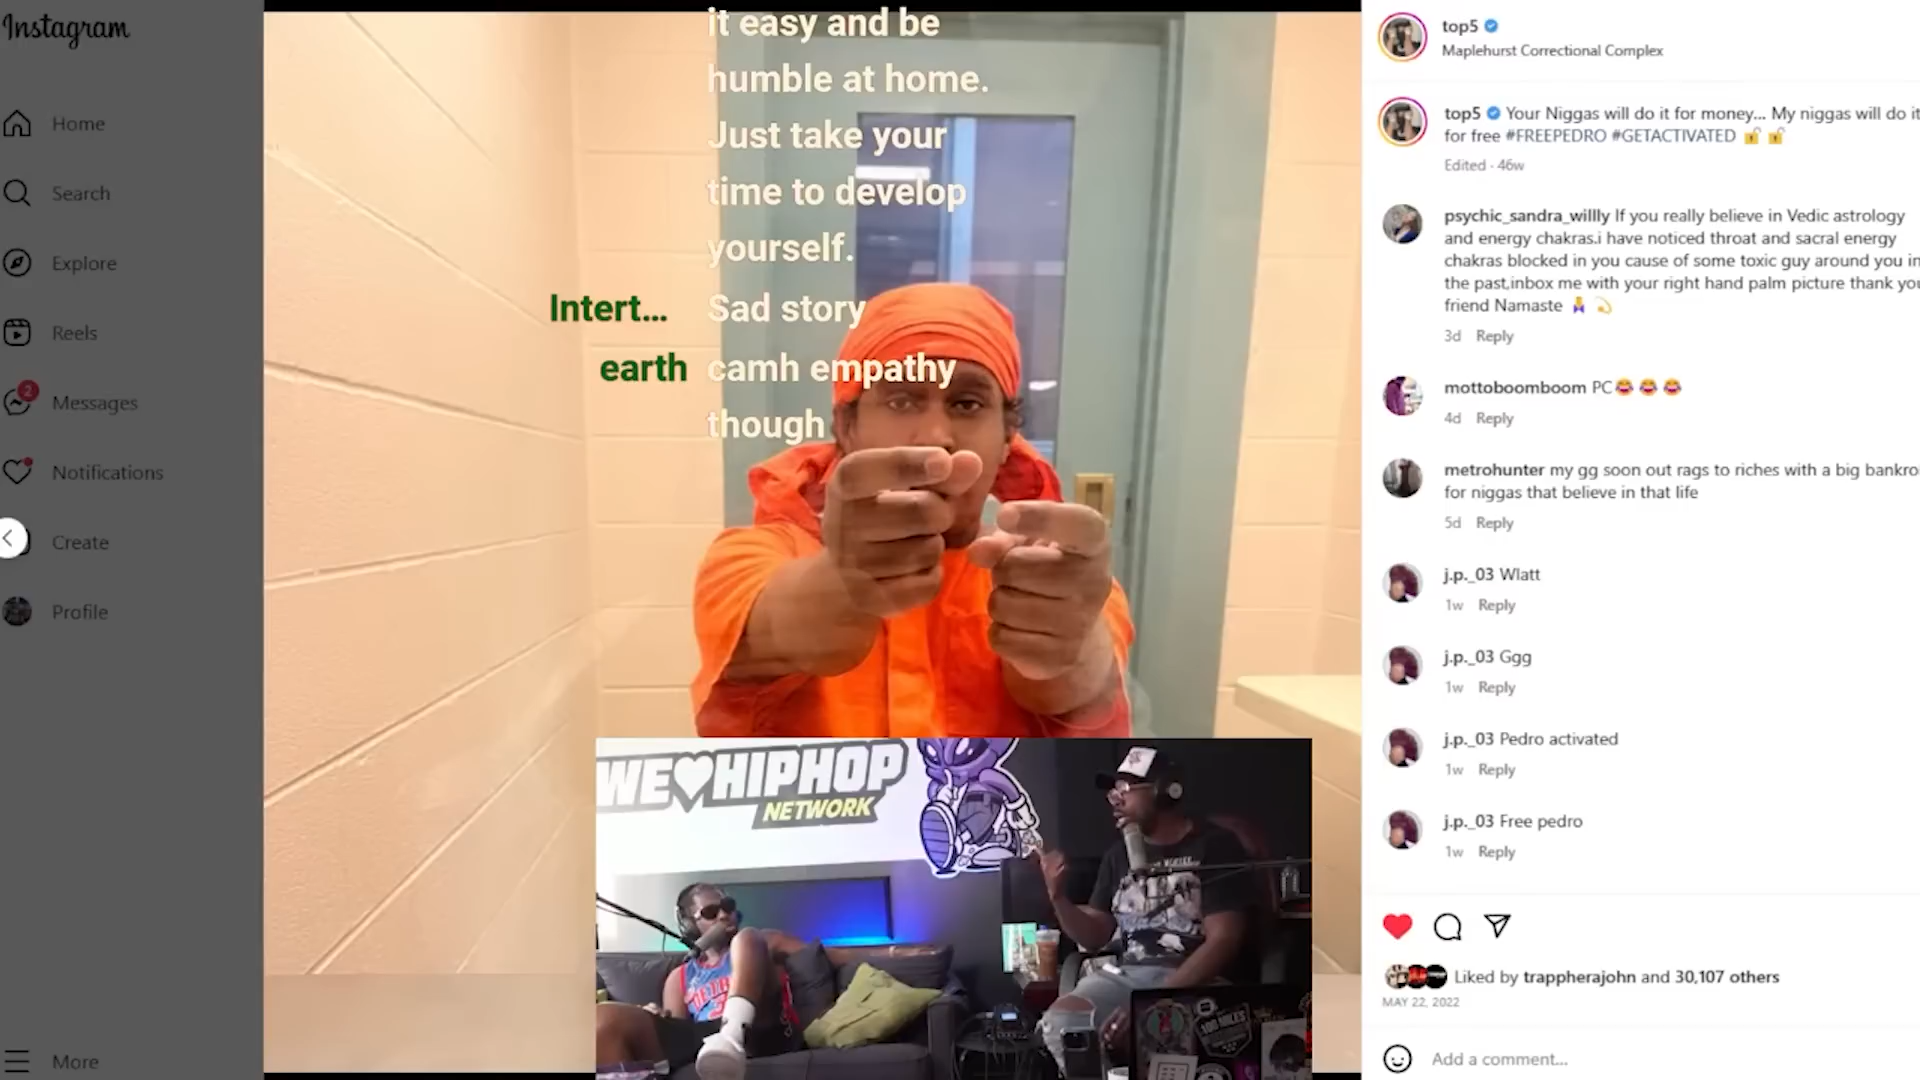 Instagram
Home
Search
Explore
Reels
2
Messages
Notifications
Create
Profile
More
it easy and be
humble at home.
Just take your
time to develop
yourself.
Intert... Sad story
earth camh empathy
though
WE HIPHOP
NETWORK
top5
Maplehurst Correctional Complex
top5 Your Niggas will do it for money... My niggas will do it
for free #FREEPEDRO #GETACTIVATED
Edited · 46w
psychic_sandra_willly If you really believe in Vedic astrology
and energy chakras.i have noticed throat and sacral energy
chakras blocked in you cause of some toxic guy around you in
the past,inbox me with your right hand palm picture thank you
friend Namaste
3d Reply
mottoboomboom PC
4d Reply
metrohunter my gg soon out rags to riches with a big bankro
for niggas that believe in that life
5d Reply
j.p._03 Wlatt
1w Reply
j.p._03 Ggg
1w Reply
j.p._03 Pedro activated
1w Reply
j.p._03 Free pedro
1w Reply
Liked by trappherajohn and 30,107 others
MAY 22, 2022
Add a comment...